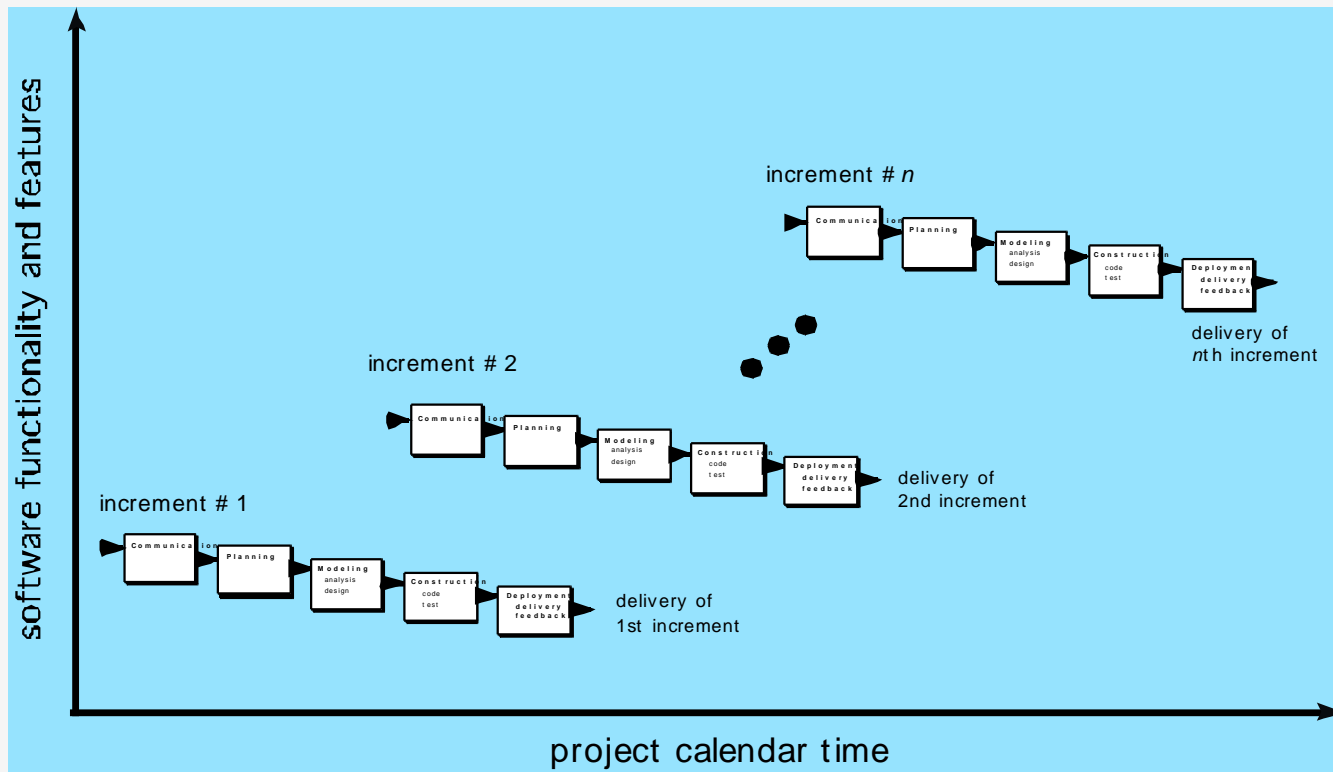 software functionality and features
increment # n
Communication
Planning
Modeling
analysis
design
Construction
code
test
Deployment
delivery
feedback
delivery of
nth increment
increment # 2
Communication
Planning
Modeling
analysis
design
Construction
code
test
Deployment
delivery
feedback
delivery of
2nd increment
increment # 1
Communication
Planning
Modeling
analysis
design
Construction
code
test
Deployment
delivery
feedback
delivery of
1st increment
project calendar time